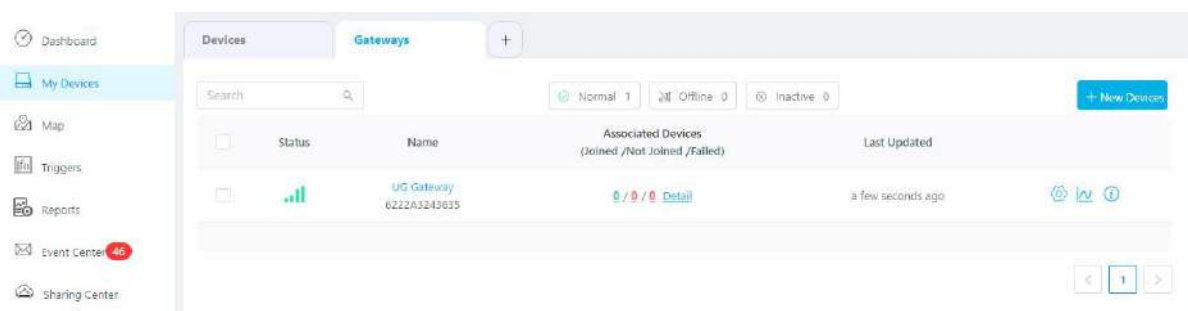 Dashboard
My Devices
Map
Triggers
Reports
Event Center 46
Sharing Center
Devices
Gateways
+
Search
Normal 1
Offline 0
Inactive 0
+ New Devices
Status
Name
Associated Devices
(Joined /Not Joined /Failed)
Last Updated
UG Gateway
6222A3243835
0 / 0 / 0 Detail
a few seconds ago
< 1 >